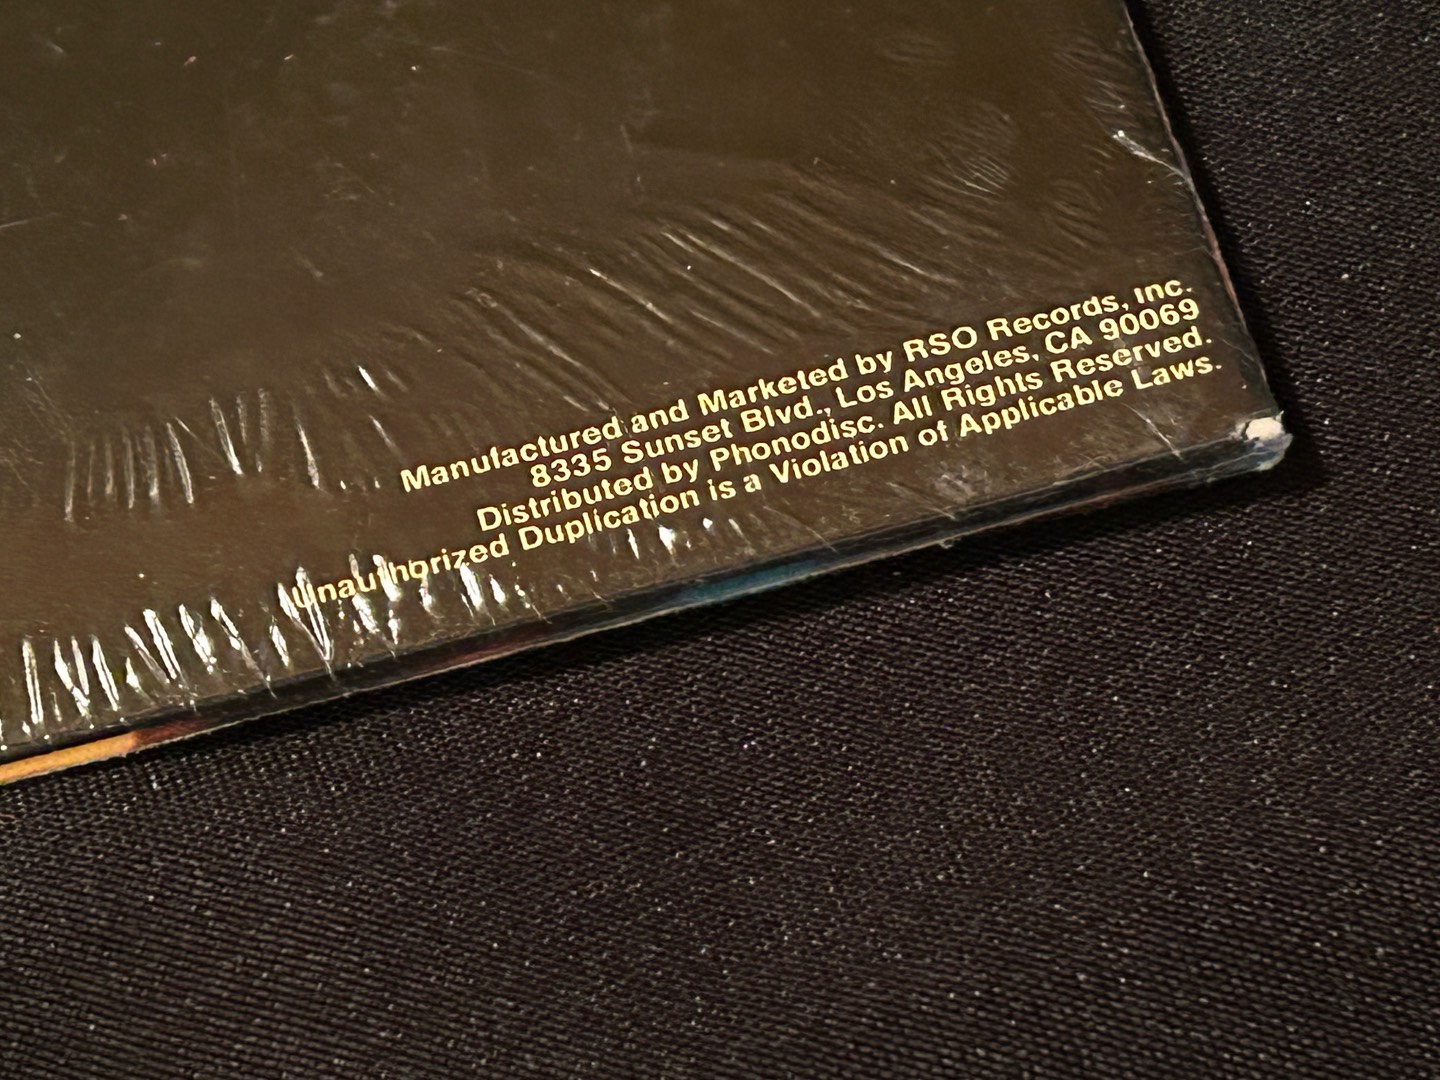 Manufactured and Marketed by RSO Records, Inc.
8335 Sunset Blvd., Los Angeles, CA 90069
Distributed by Phonodisc. All Rights Reserved.
Unauthorized Duplication is a Violation of Applicable Laws.